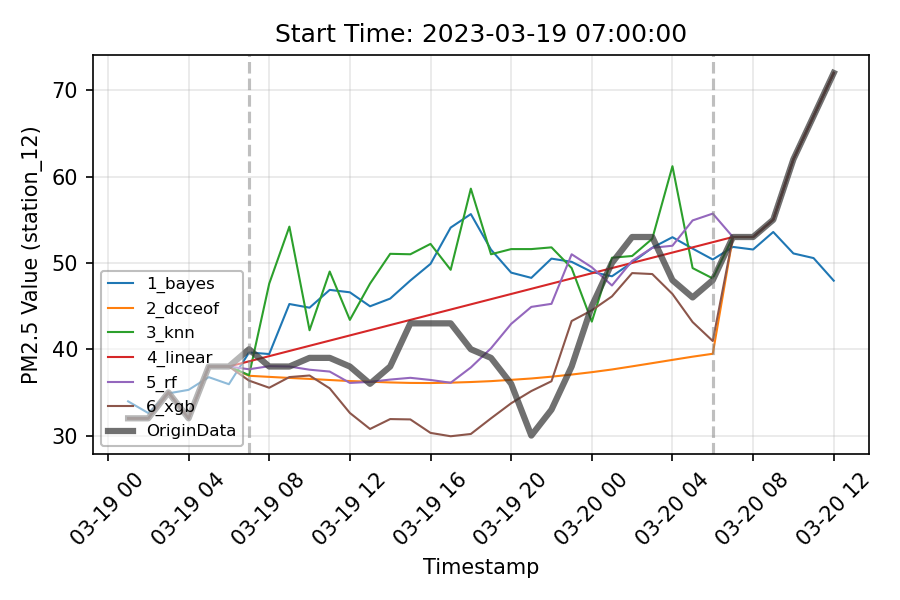 Start Time: 2023-03-19 07:00:00
PM2.5 Value (station_12)
70
60
50
40
30
1_bayes
2_dcceof
3_knn
4_linear
5_rf
6_xgb
OriginData
03-19 00
03-19 04
03-19 08
03-19 12
03-19 16
03-19 20
03-20 00
03-20 04
03-20 08
03-20 12
Timestamp